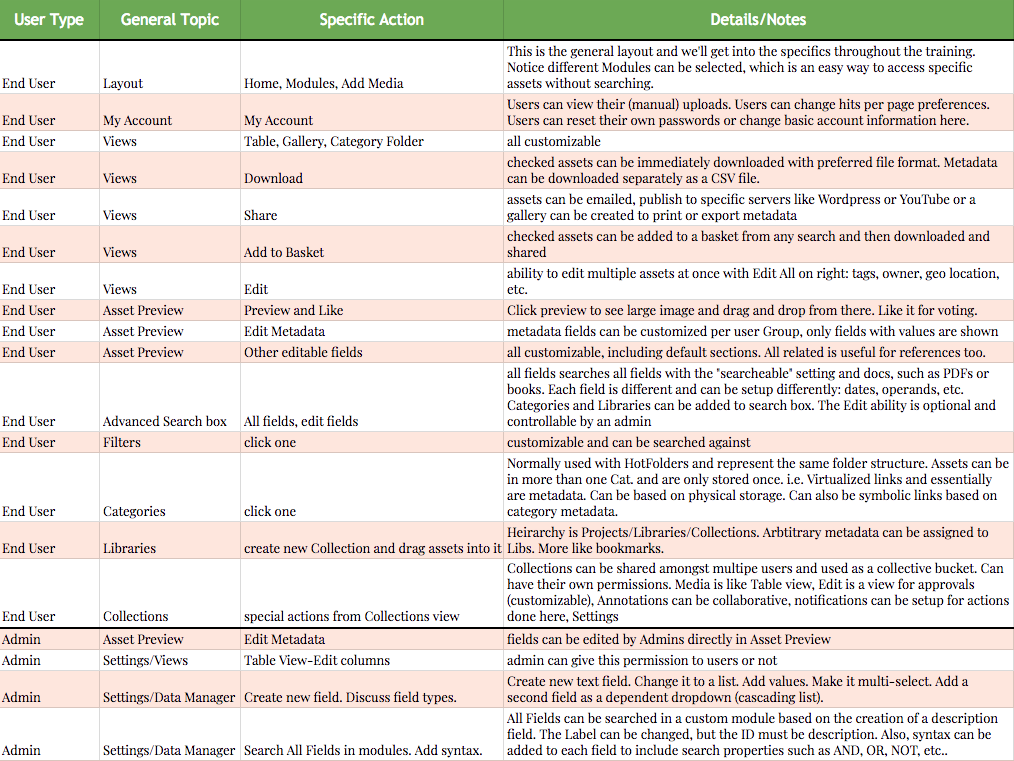 User Type General Topic Specific Action Details/Notes
This is the general layout and we'll get into the specifics throughout the training.
Notice different Modules can be selected, which is an easy way to access specific
End User Layout Home, Modules, Add Media assets without searching.
Users can view their (manual) uploads. Users can change hits per page preferences.
End User My Account My Account Users can reset their own passwords or change basic account information here.
End User Views Table, Gallery, Category Folder all customizable
checked assets can be immediately downloaded with preferred file format. Metadata
End User Views Download can be downloaded separately as a CSV file.
assets can be emailed, publish to specific servers like Wordpress or YouTube or a
End User Views Share gallery can be created to print or export metadata
checked assets can be added to a basket from any search and then downloaded and
End User Views Add to Basket shared
ability to edit multiple assets at once with Edit All on right: tags, owner, geo location,
End User Views Edit etc.
End User Asset Preview Preview and Like Click preview to see large image and drag and drop from there. Like it for voting.
End User Asset Preview Edit Metadata metadata fields can be customized per user Group, only fields with values are shown
End User Asset Preview Other editable fields all customizable, including default sections. All related is useful for references too.
all fields searches all fields with the "searcheable" setting and docs, such as PDFs or
books. Each field is different and can be setup differently: dates, operands, etc.
Categories and Libraries can be added to search box. The Edit ability is optional and
End User Advanced Search box All fields, edit fields controllable by an admin
End User Filters click one customizable and can be searched against
Normally used with HotFolders and represent the same folder structure. Assets can be
in more than one Cat. and are only stored once. i.e. Virtualized links and essentially
are metadata. Can be based on physical storage. Can also be symbolic links based on
End User Categories click one category metadata.
Heirarchy is Projects/Libraries/Collections. Arbtitrary metadata can be assigned to
End User Libraries create new Collection and drag assets into it Libs. More like bookmarks.
Collections can be shared amongst multipe users and used as a collective bucket. Can
have their own permissions. Media is like Table view, Edit is a view for approvals
(customizable), Annotations can be collaborative, notifications can be setup for actions
End User Collections special actions from Collections view done here, Settings
Admin Asset Preview Edit Metadata fields can be edited by Admins directly in Asset Preview
Admin Settings/Views Table View-Edit columns admin can give this permission to users or not
Create new text field. Change it to a list. Add values. Make it multi-select. Add a
Admin Settings/Data Manager Create new field. Discuss field types. second field as a dependent dropdown (cascading list).
All Fields can be searched in a custom module based on the creation of a description
field. The Label can be changed, but the ID must be description. Also, syntax can be
Admin Settings/Data Manager Search All Fields in modules. Add syntax. added to each field to include search properties such as AND, OR, NOT, etc..